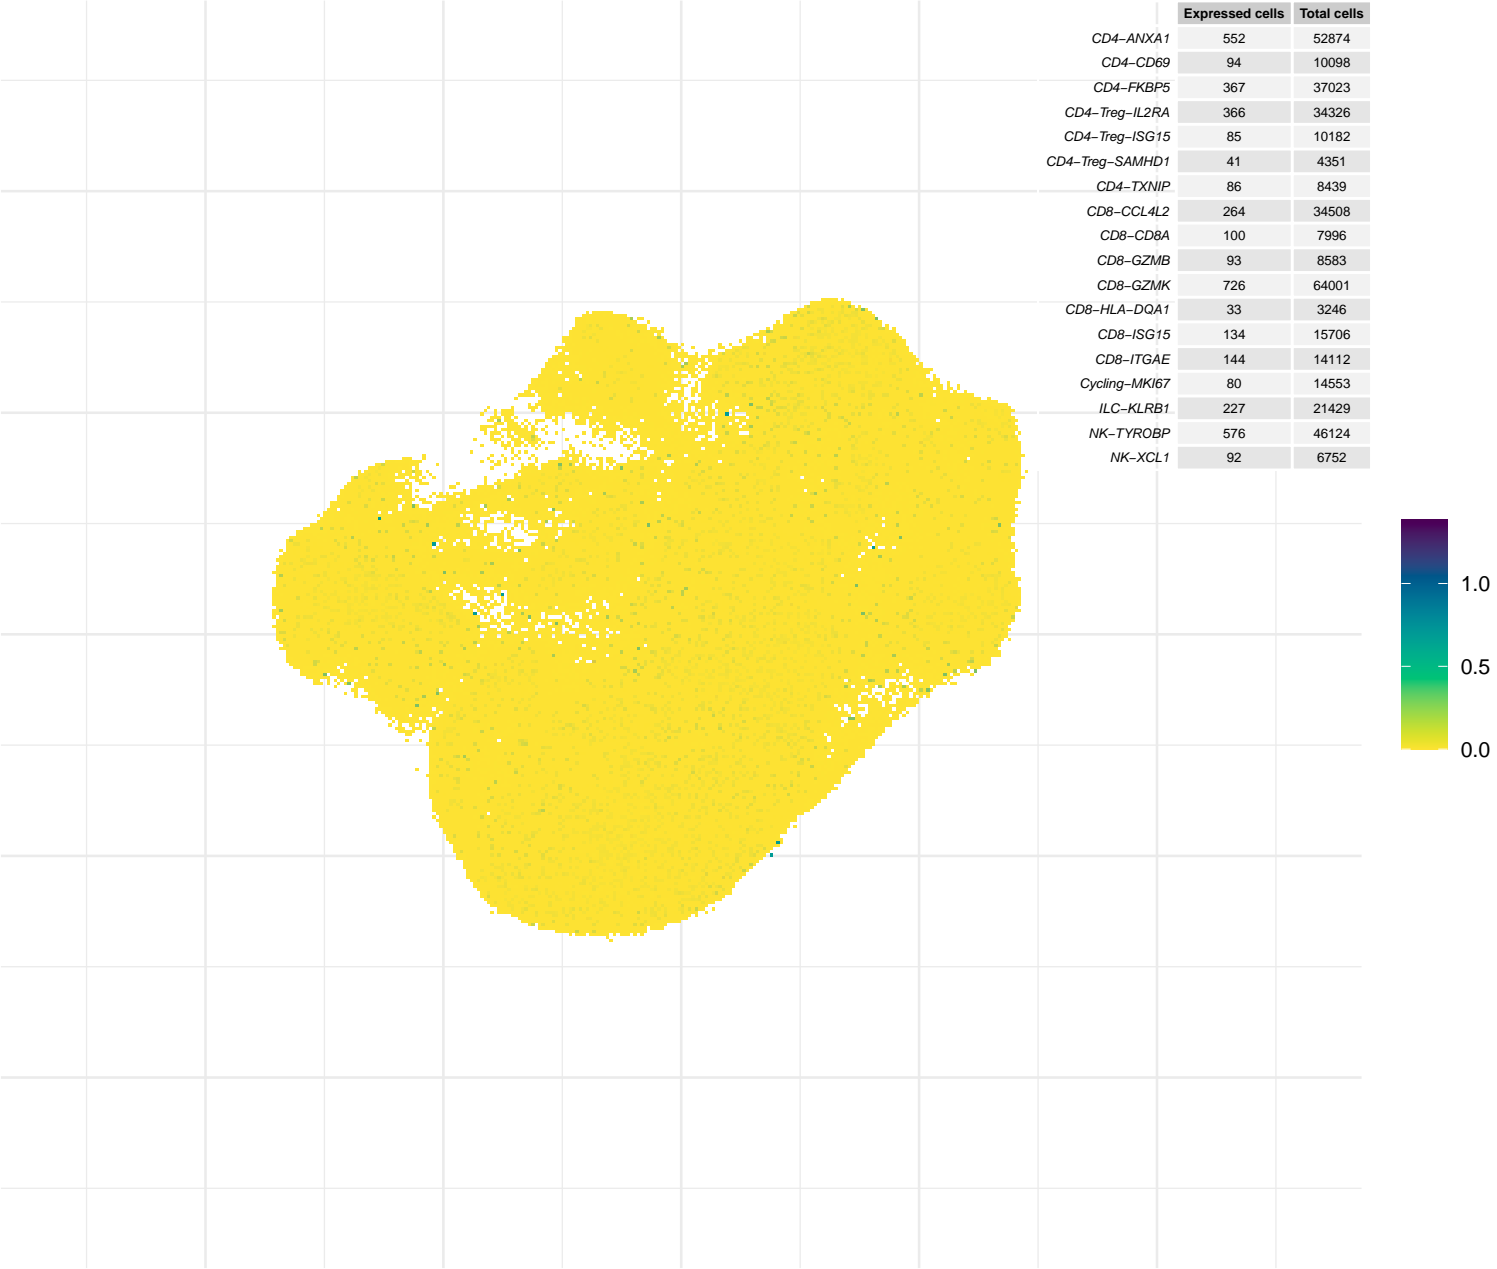 Expressed cells Total cells
CD4−ANXA1 552 52874
CD4−CD69 94 10098
CD4−FKBP5 367 37023
CD4−Treg−IL2RA 366 34326
CD4−Treg−ISG15 85 10182
CD4−Treg−SAMHD1 41 4351
CD4−TXNIP 86 8439
CD8−CCL4L2 264 34508
CD8−CD8A 100 7996
CD8−GZMB 93 8583
CD8−GZMK 726 64001
CD8−HLA−DQA1 33 3246
CD8−ISG15 134 15706
CD8−ITGAE 144 14112
Cycling−MKI67 80 14553
ILC−KLRB1 227 21429
NK−TYROBP 576 46124
NK−XCL1 92 6752
1.0
0.5
0.0